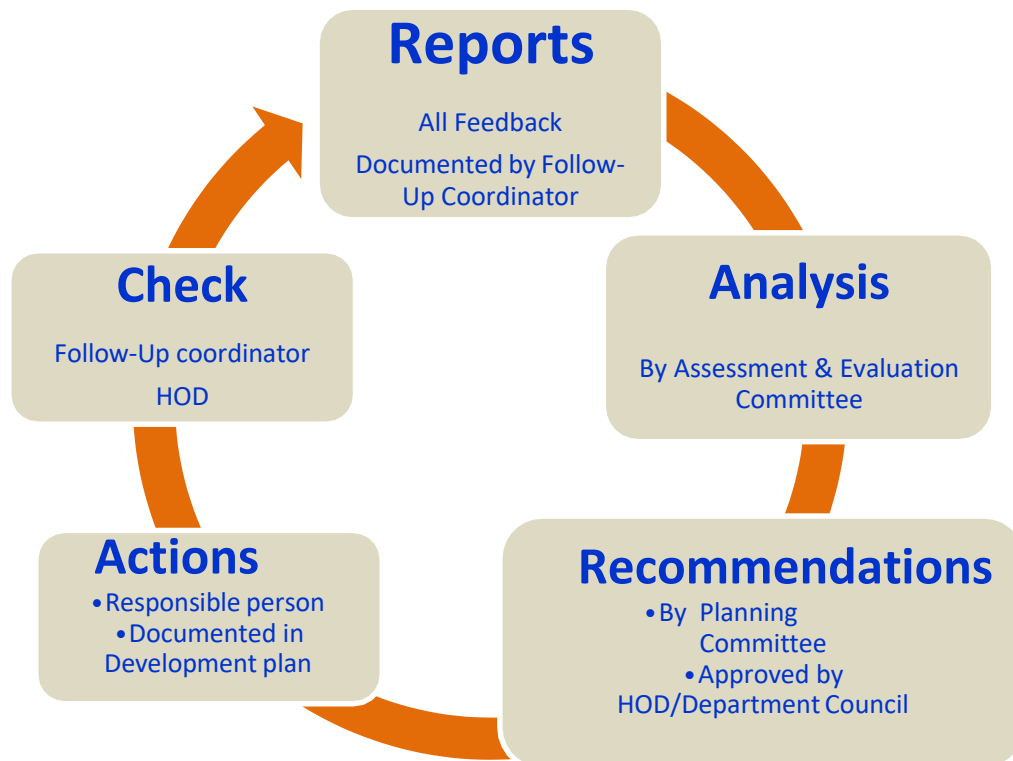 Reports
All Feedback
Documented by Follow-
Up Coordinator
Analysis
By Assessment & Evaluation
Committee
Recommendations
•By Planning
Committee
•Approved by
HOD/Department Council
Actions
•Responsible person
•Documented in
Development plan
Check
Follow-Up coordinator
HOD